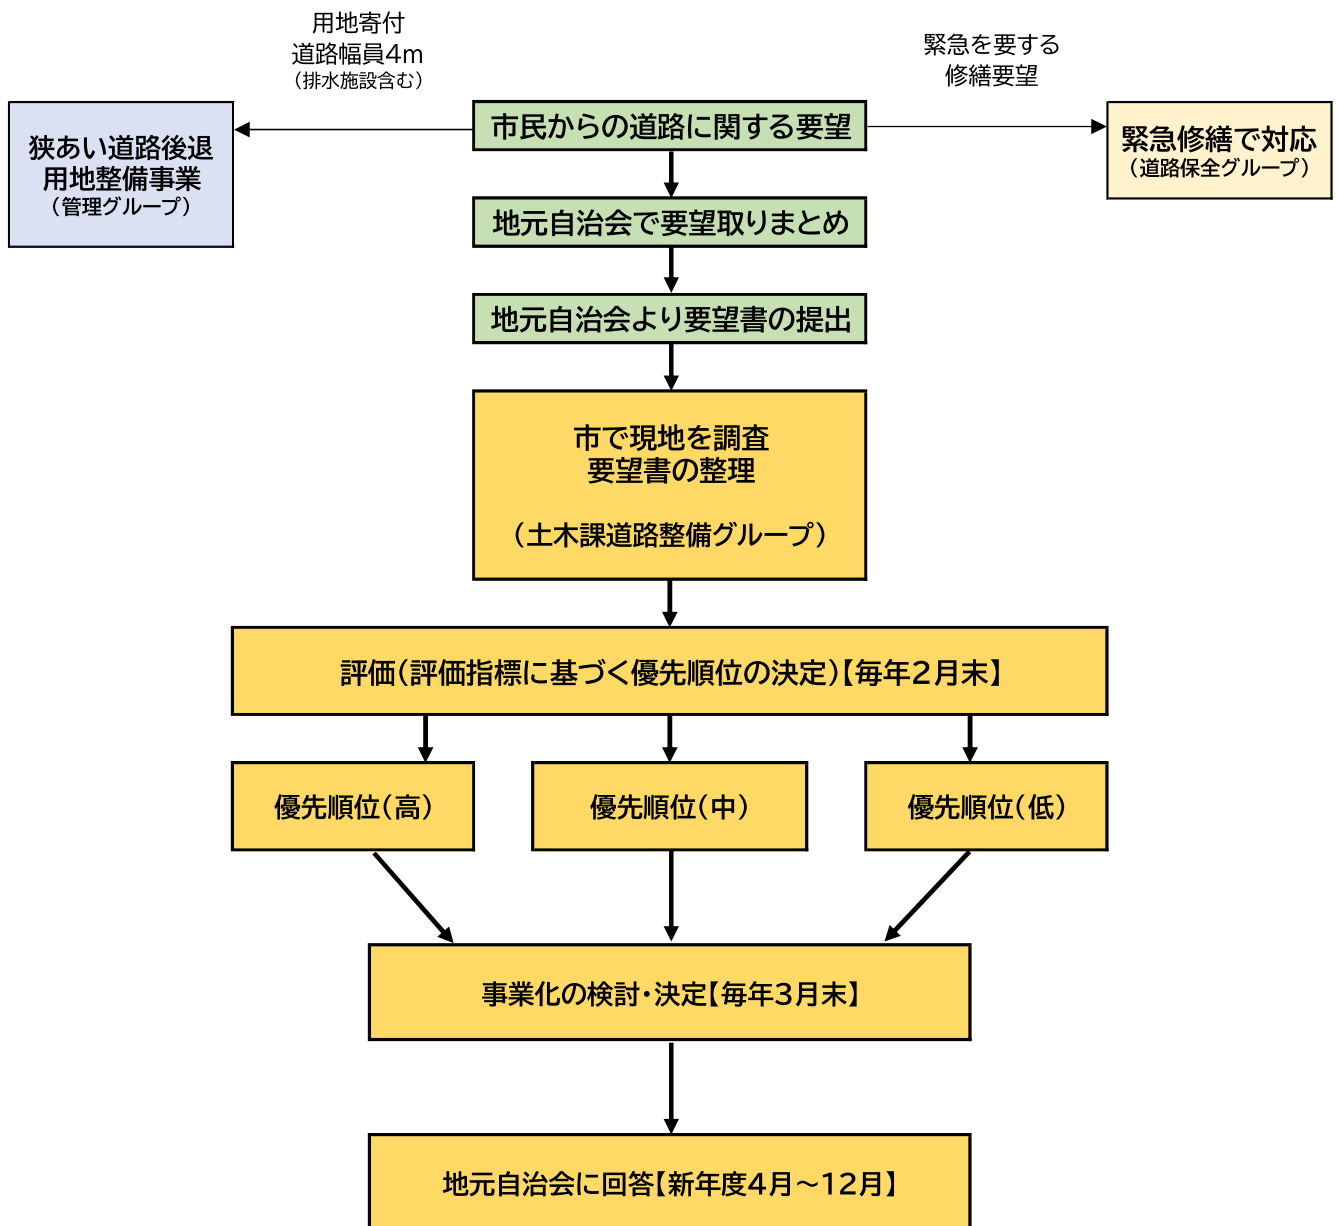 用地寄付
道路幅員4m
（排水施設含む）
緊急を要する
修繕要望
狭あい道路後退
用地整備事業
（管理グループ）
市民からの道路に関する要望
緊急修繕で対応
（道路保全グループ）
地元自治会で要望取りまとめ
地元自治会より要望書の提出
市で現地を調査
要望書の整理
（土木課道路整備グループ）
評価（評価指標に基づく優先順位の決定）【毎年2月末】
優先順位（高）
優先順位（中）
優先順位（低）
事業化の検討・決定【毎年3月末】
地元自治会に回答【新年度4月～12月】